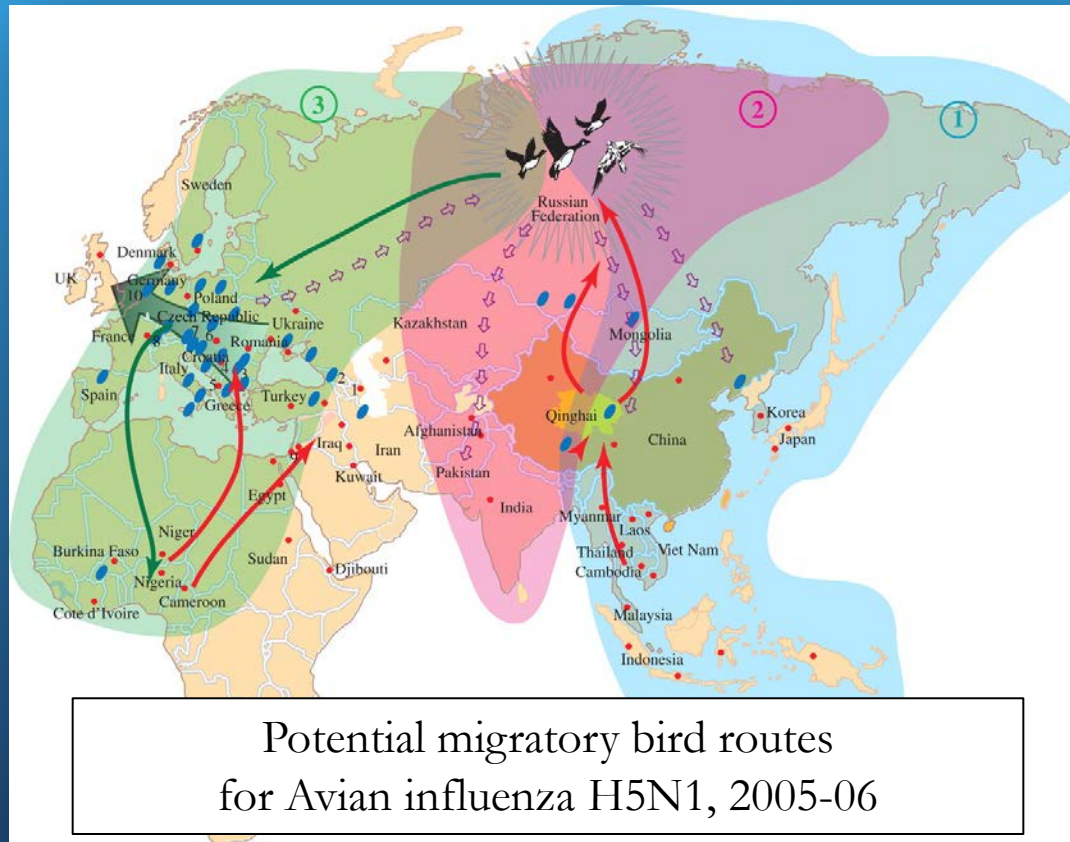 3
2
1
Sweden
Russian
Federation
Denmark
UK
Germany
10
Poland
Czech Republic
Ukraine
7
6
France
8
Romania
Croatia
4
3
Italy
5
Spain
Greece
Turkey
2
1
Kazakhstan
Mongolia
Qinghai
China
Korea
Japan
Afghanistan
Iraq
Iran
9
Kuwait
Pakistan
Egypt
India
Myanmar
Laos
Niger
Burkina Faso
Sudan
Thailand
Viet Nam
Cambodia
Nigeria
Djibouti
Cameroon
Cote d'Ivoire
Malaysia
Indonesia
Potential migratory bird routes
for Avian influenza H5N1, 2005-06